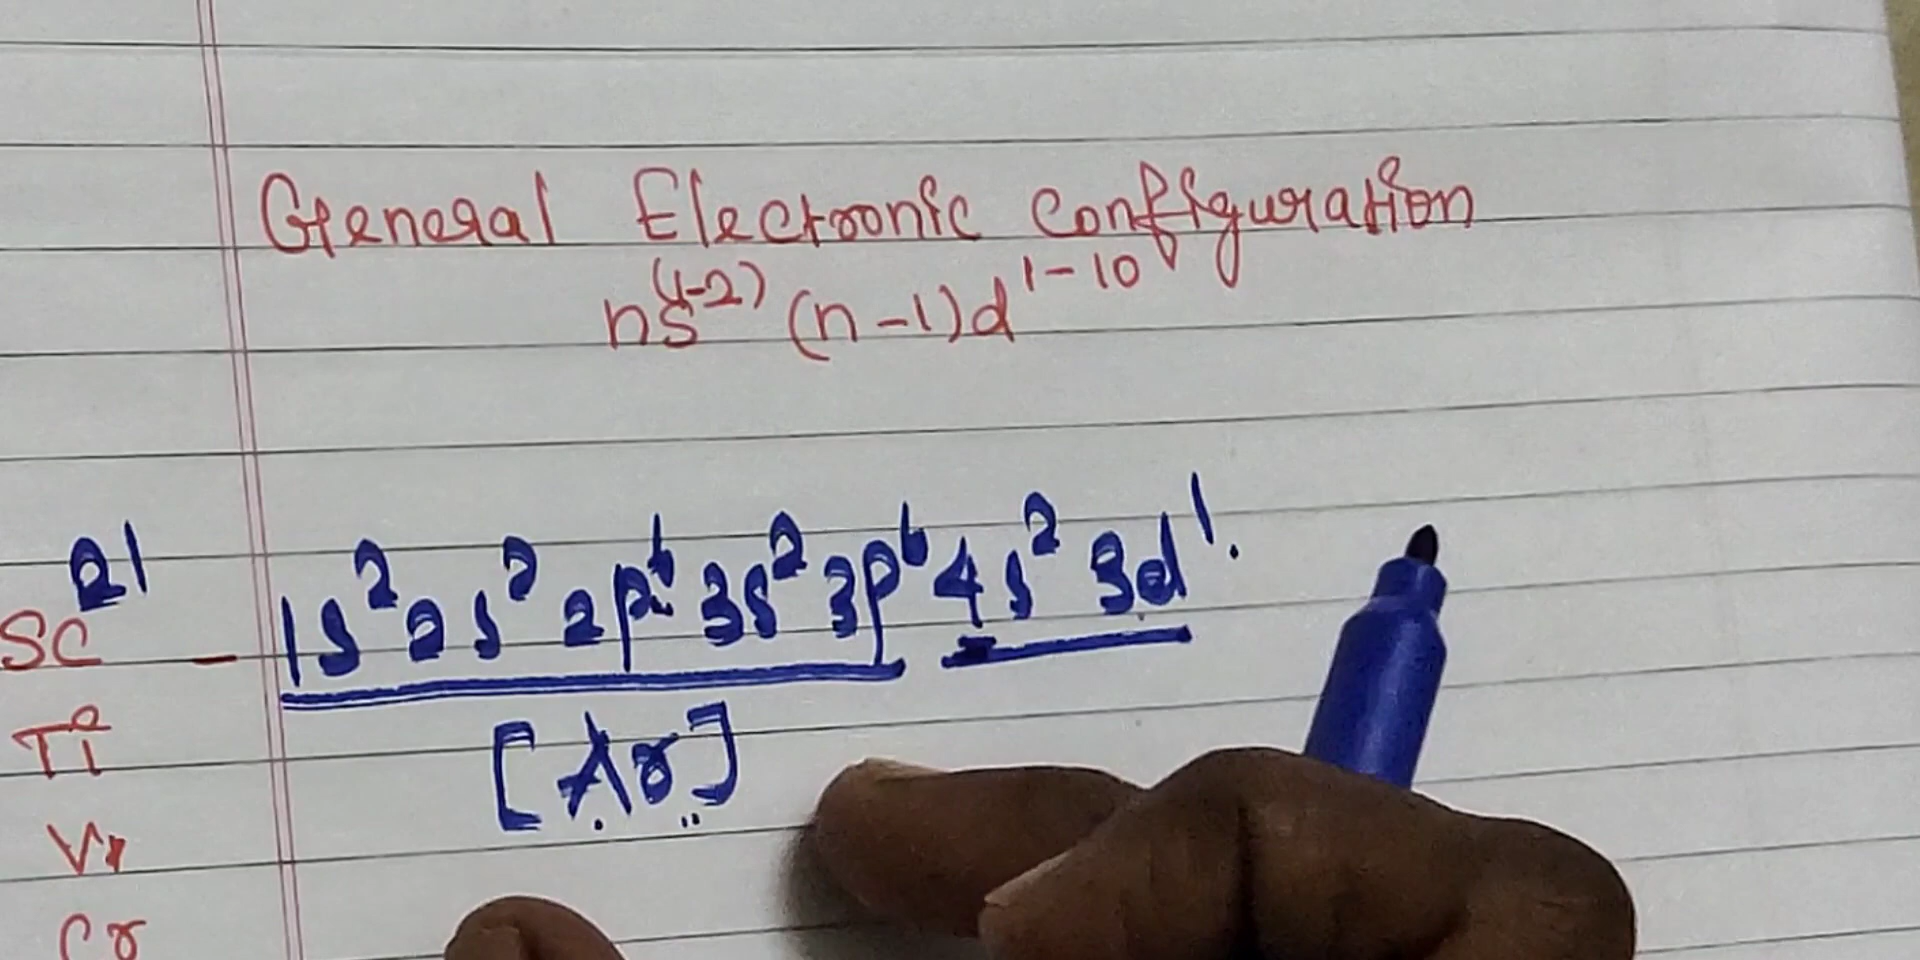 General Electronic Configuration
ns⁽¹⁻²⁾ (n-1)d¹⁻¹⁰
Sc²¹ - 1s² 2s² 2p⁶ 3s² 3p⁶ 4s² 3d¹.
[Ar]
Ti
V
Cr